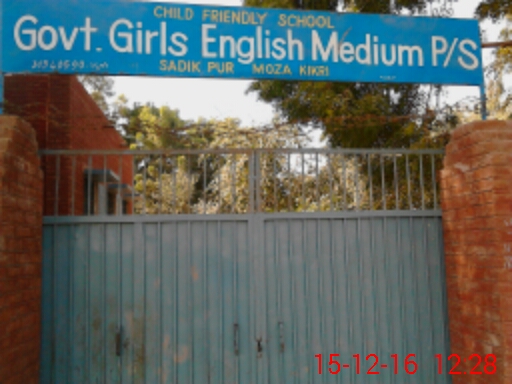 CHILD FRIENDLY SCHOOL
Govt. Girls English Medium P/S
SADIK PUR MOZA KIKRI
15-12-16 12.28